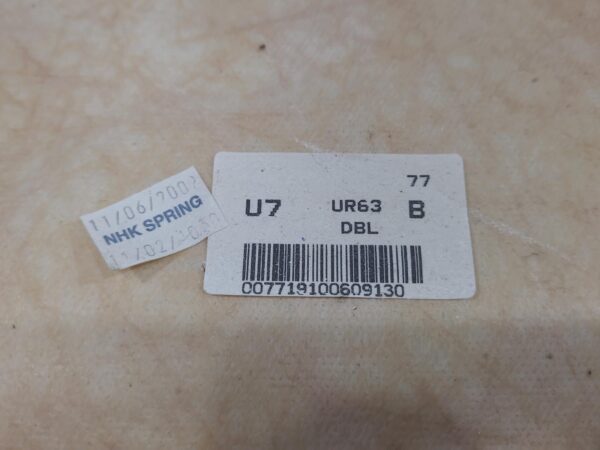 11/06/2002
NHK SPRING
77
U7 UR63 B
DBL
007719100609130